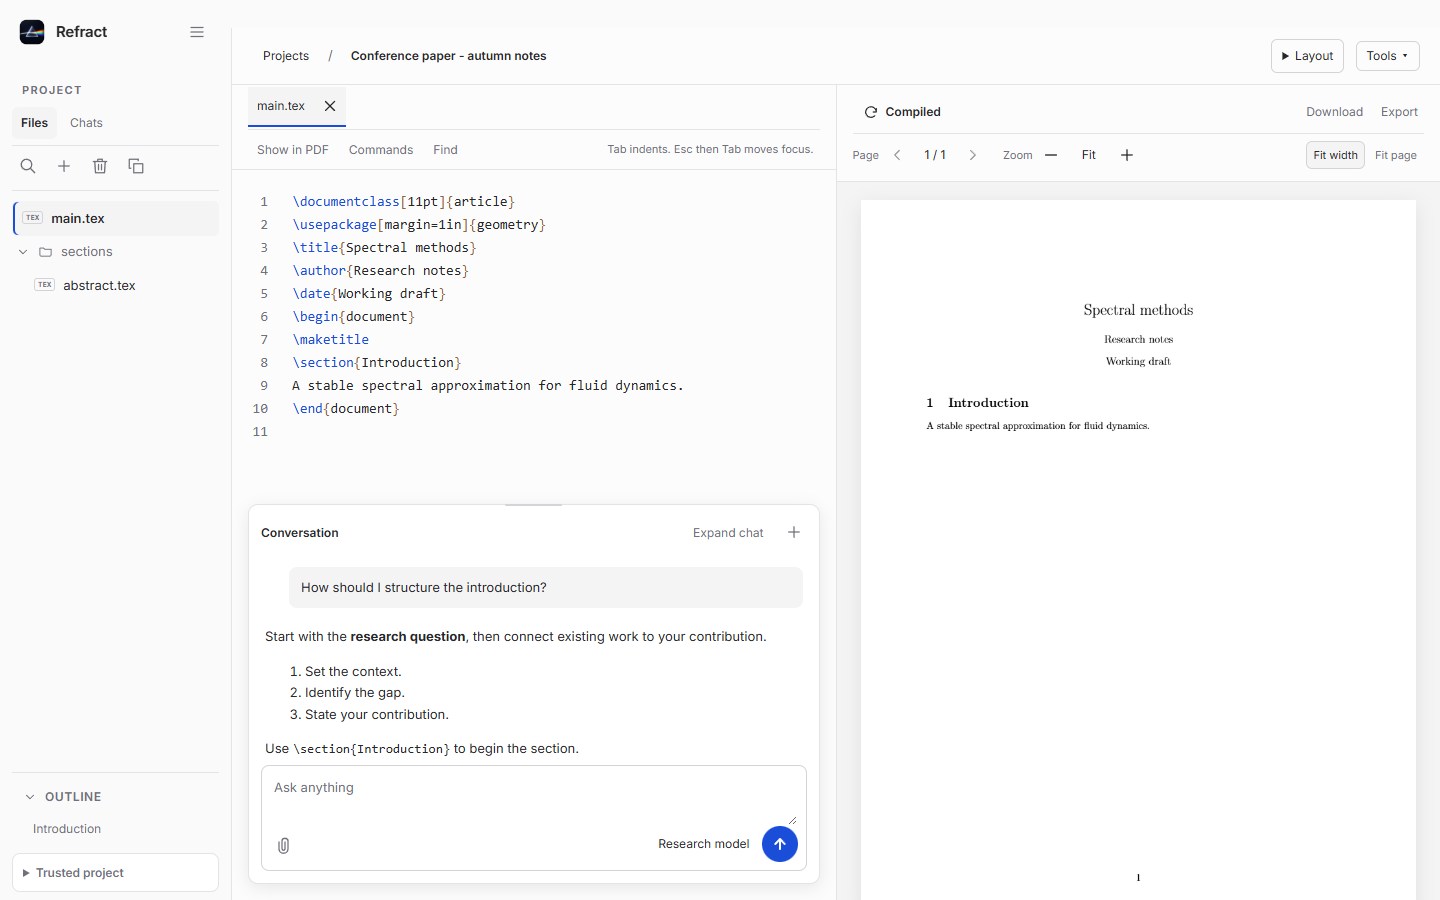 Refract
PROJECT
Files
Chats
TEX main.tex
sections
TEX abstract.tex
OUTLINE
Introduction
Trusted project
Projects / Conference paper - autumn notes
Layout
Tools
main.tex
Show in PDF
Commands
Find
Tab indents. Esc then Tab moves focus.
1 \documentclass[11pt]{article}
2 \usepackage[margin=1in]{geometry}
3 \title{Spectral methods}
4 \author{Research notes}
5 \date{Working draft}
6 \begin{document}
7 \maketitle
8 \section{Introduction}
9 A stable spectral approximation for fluid dynamics.
10 \end{document}
11
Conversation
Expand chat
How should I structure the introduction?
Start with the research question, then connect existing work to your contribution.
1. Set the context.
2. Identify the gap.
3. State your contribution.
Use \section{Introduction} to begin the section.
Ask anything
Research model
Compiled
Download
Export
Page
1 / 1
Zoom
Fit
Fit width
Fit page
Spectral methods
Research notes
Working draft
1 Introduction
A stable spectral approximation for fluid dynamics.
1